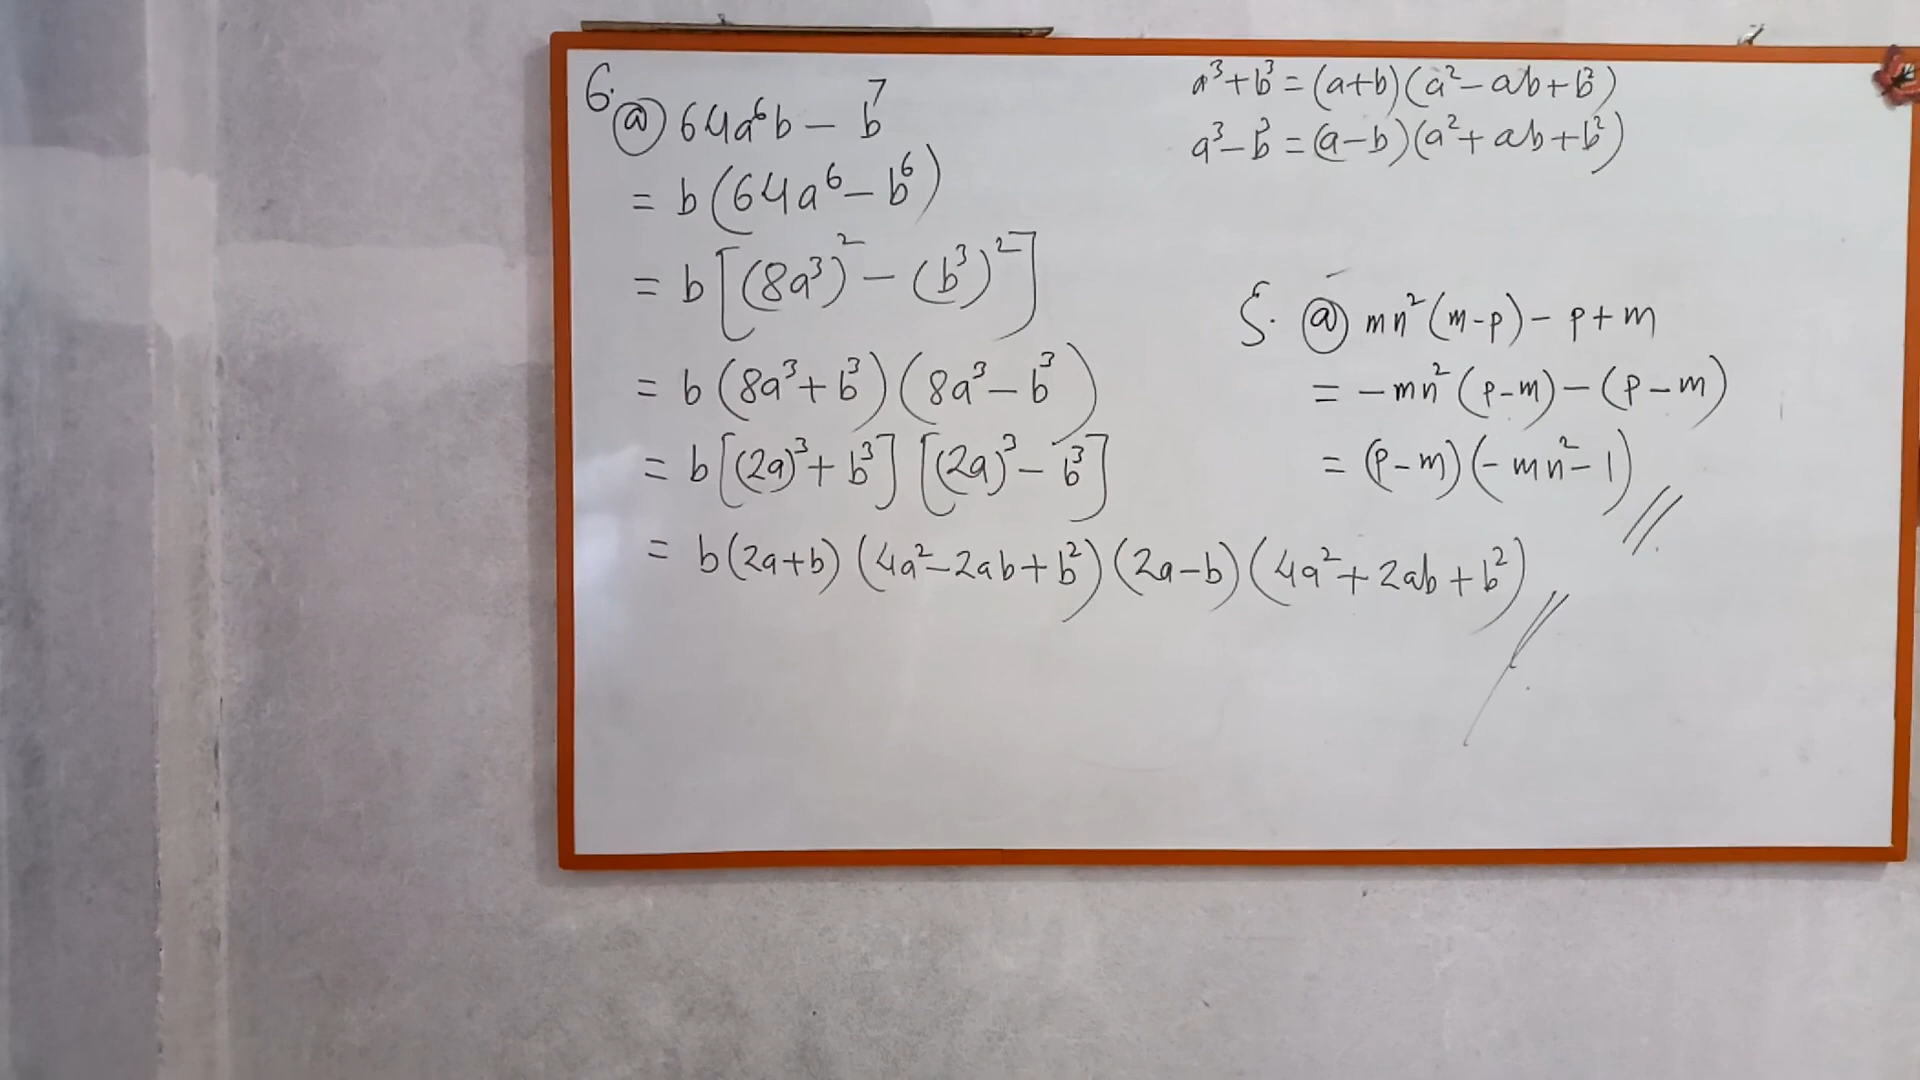 6.
ⓐ 64a⁶b − b⁷
= b(64a⁶ − b⁶)
= b[(8a³)² − (b³)²]
= b(8a³ + b³)(8a³ − b³)
= b[(2a)³ + b³][(2a)³ − b³]
= b(2a+b)(4a² − 2ab + b²)(2a−b)(4a² + 2ab + b²)
a³ + b³ = (a+b)(a² − ab + b²)
a³ − b³ = (a−b)(a² + ab + b²)
5. ⓐ mn²(m-p) − p + m
= −mn²(p−m) − (p−m)
= (p−m)(−mn² − 1)